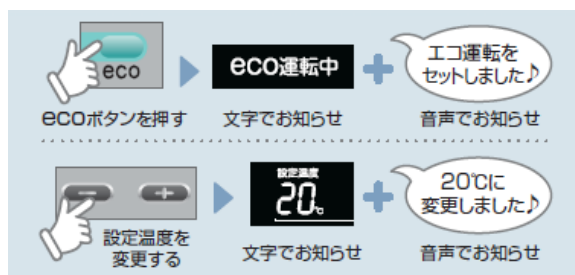 eco
eco運転中
エコ運転を
セットしました♪
ecoボタンを押す
文字でお知らせ
音声でお知らせ
− +
設定温度
20℃
20℃に
変更しました♪
設定温度を
変更する
文字でお知らせ
音声でお知らせ